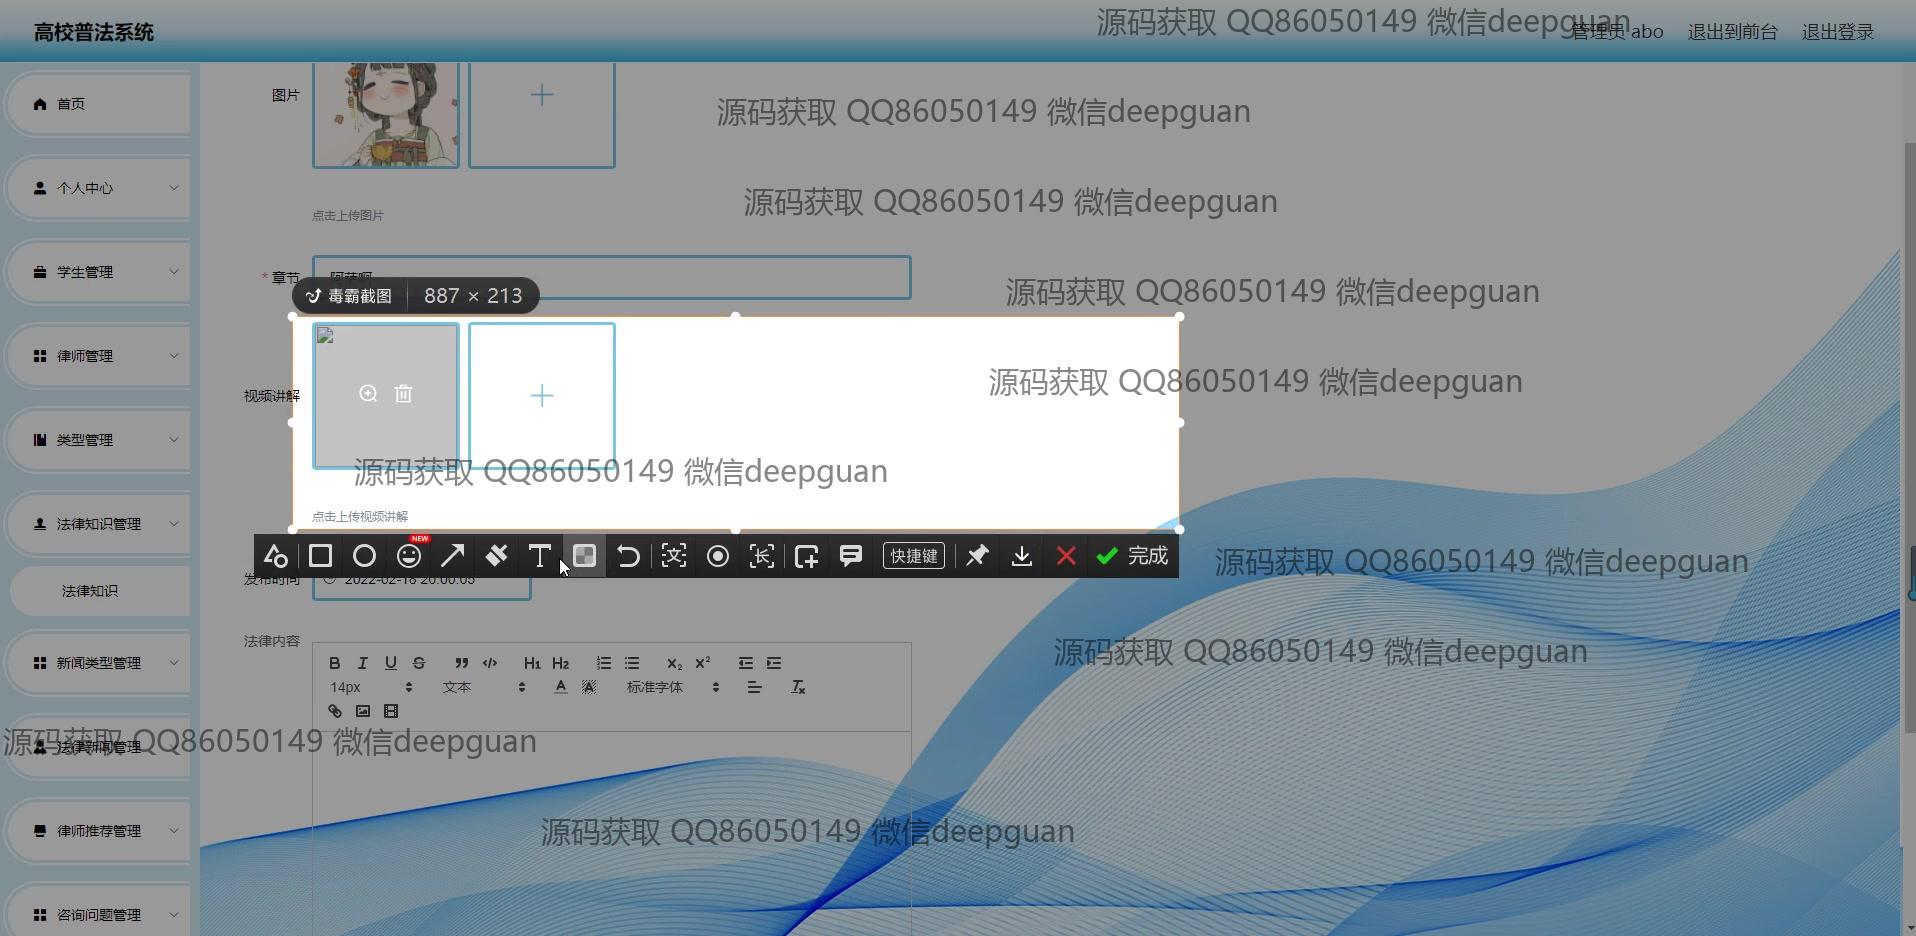 高校普法系统
源码获取 QQ86050149 微信deepguan
管理员 abo
退出到前台
退出登录
首页
个人中心
学生管理
律师管理
类型管理
法律知识管理
法律知识
新闻类型管理
法律新闻管理
律师推荐管理
咨询问题管理
图片
源码获取 QQ86050149 微信deepguan
源码获取 QQ86050149 微信deepguan
点击上传图片
* 章节
源码获取 QQ86050149 微信deepguan
毒霸截图 887 × 213
源码获取 QQ86050149 微信deepguan
视频讲解
源码获取 QQ86050149 微信deepguan
点击上传视频讲解
NEW
T 文 长 快捷键 完成
源码获取 QQ86050149 微信deepguan
发布时间 2022-02-18 20:00:05
法律内容
源码获取 QQ86050149 微信deepguan
B I U S H1 H2 X₂ X²
14px 文本 A A 标准字体 Tx
源码获取 QQ86050149 微信deepguan
源码获取 QQ86050149 微信deepguan